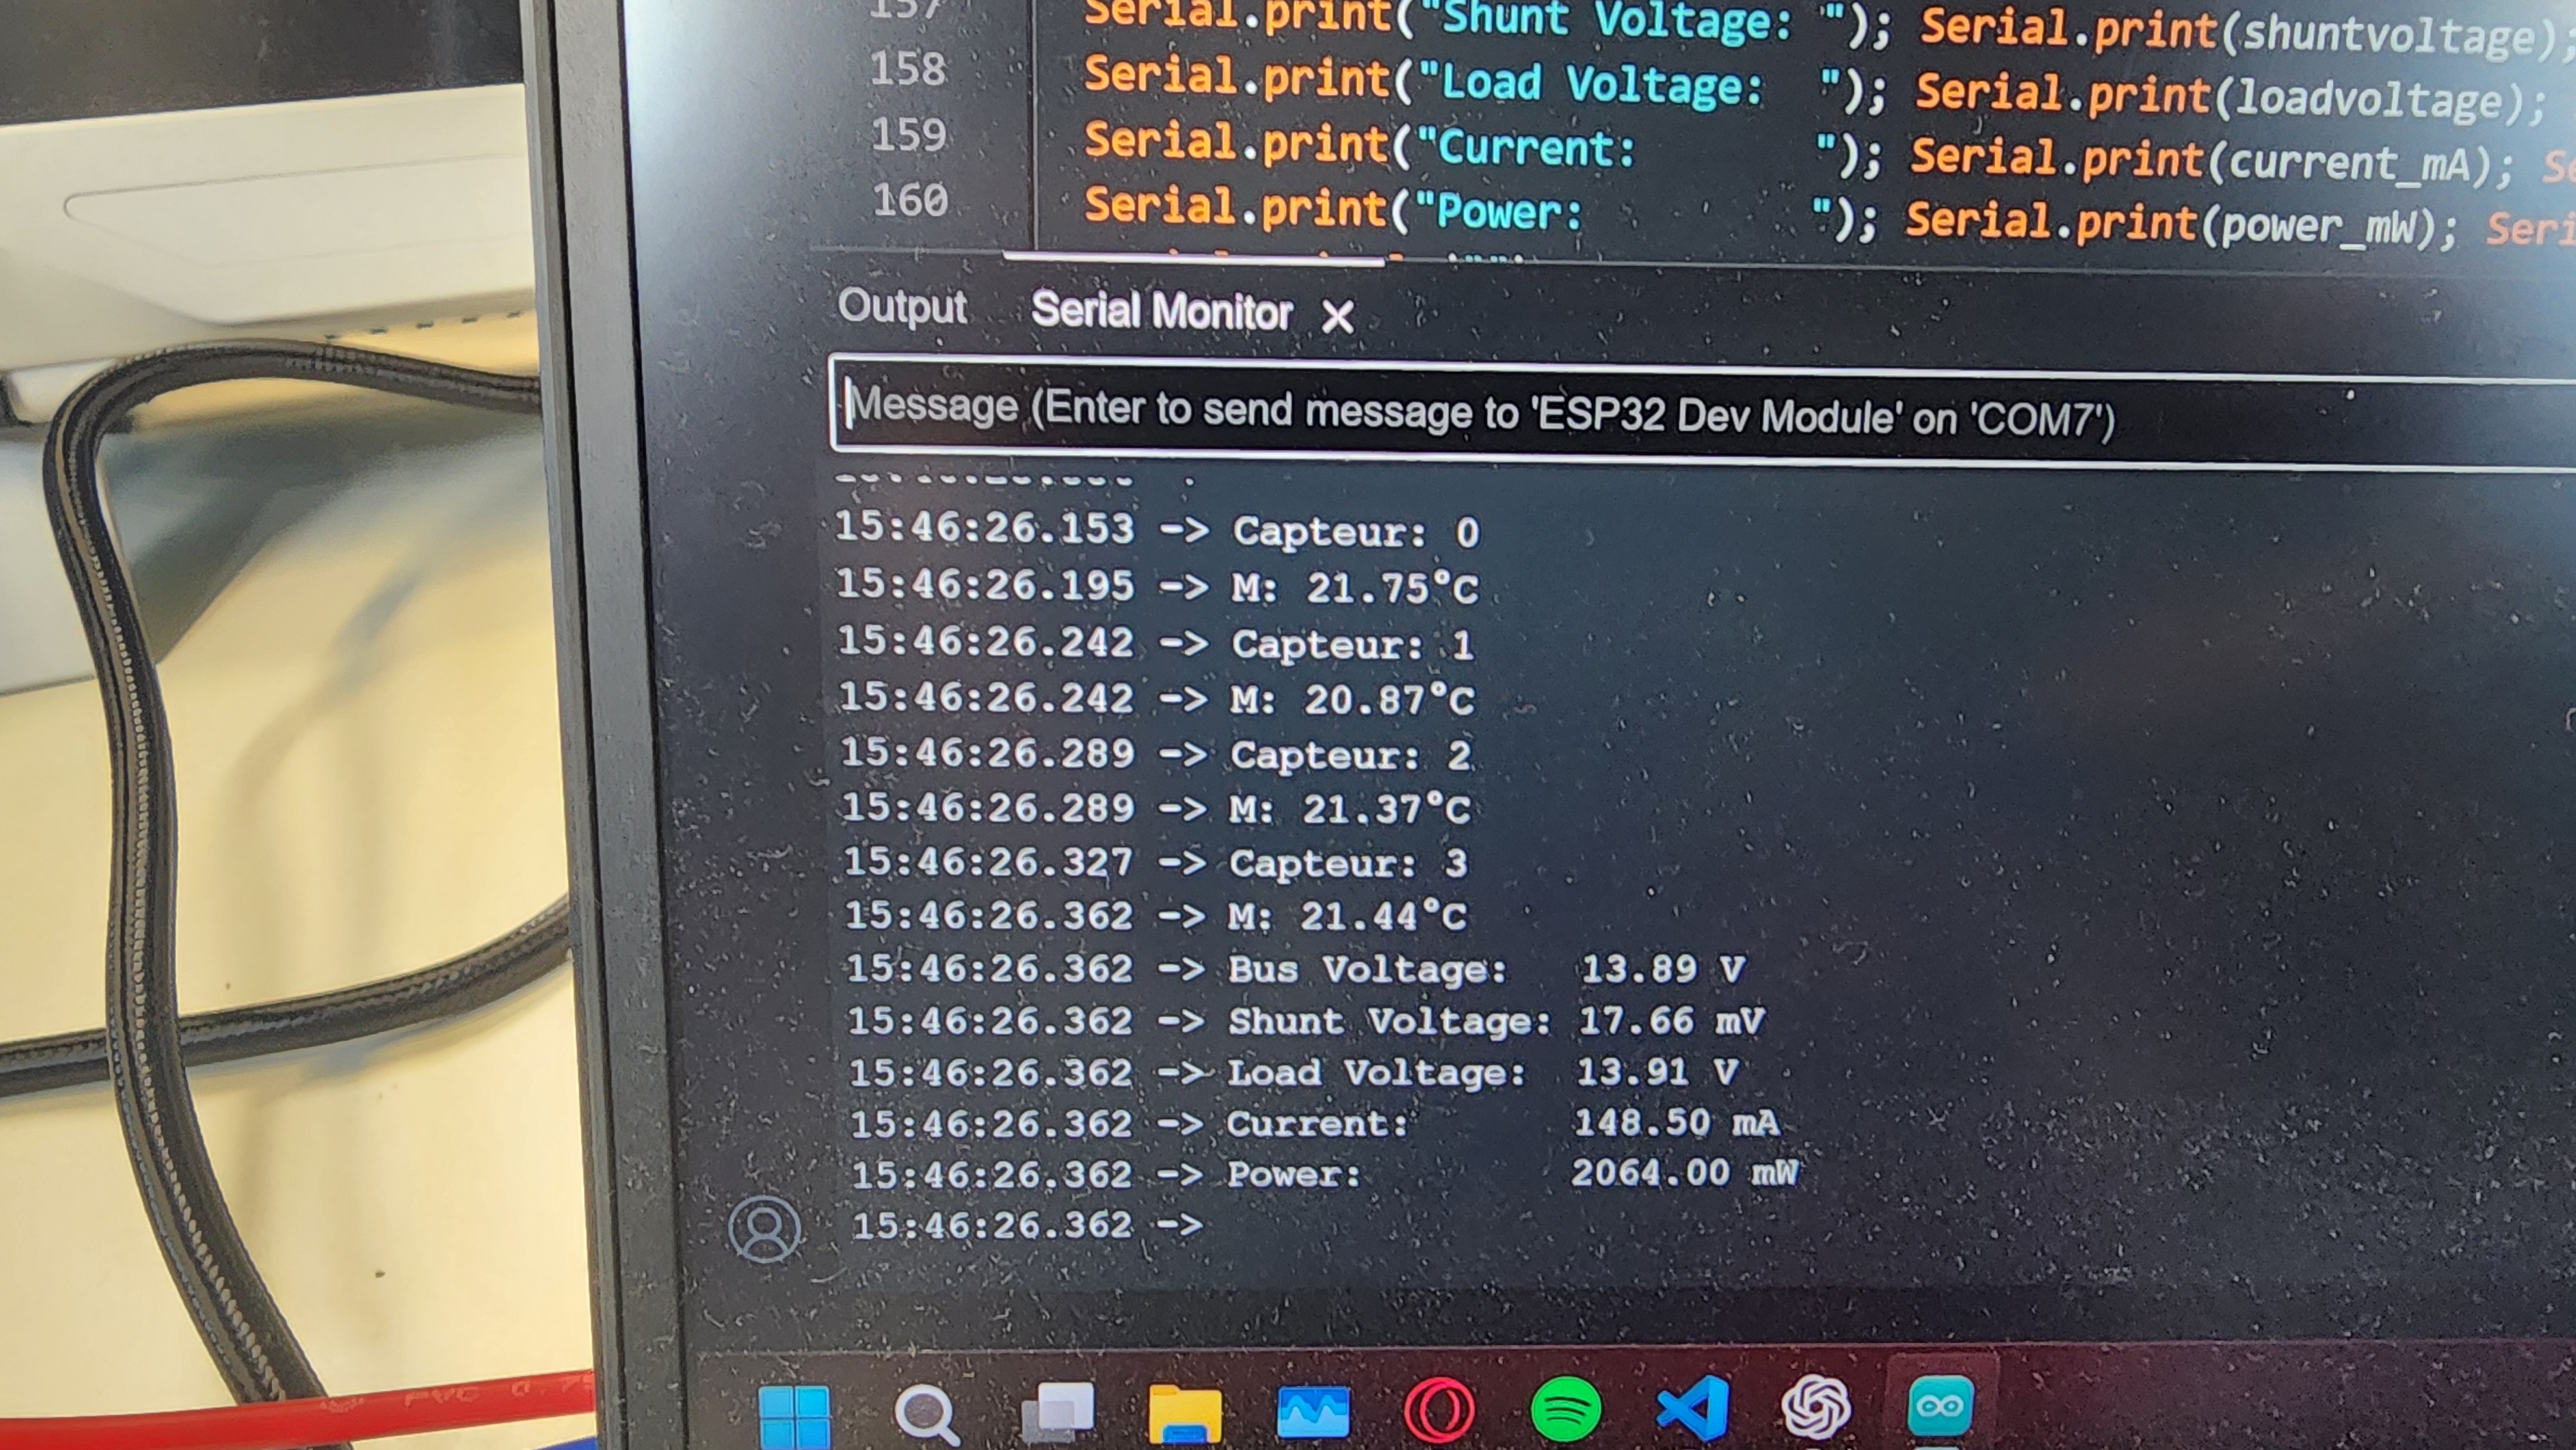 157 Serial.print("Shunt Voltage: "); Serial.print(shuntvoltage);
158 Serial.print("Load Voltage:  "); Serial.print(loadvoltage);
159 Serial.print("Current:       "); Serial.print(current_mA); Se
160 Serial.print("Power:         "); Serial.print(power_mW); Seri
Output Serial Monitor X
Message (Enter to send message to 'ESP32 Dev Module' on 'COM7')
15:46:26.153 -> Capteur: 0
15:46:26.195 -> M: 21.75°C
15:46:26.242 -> Capteur: 1
15:46:26.242 -> M: 20.87°C
15:46:26.289 -> Capteur: 2
15:46:26.289 -> M: 21.37°C
15:46:26.327 -> Capteur: 3
15:46:26.362 -> M: 21.44°C
15:46:26.362 -> Bus Voltage:   13.89 V
15:46:26.362 -> Shunt Voltage: 17.66 mV
15:46:26.362 -> Load Voltage:  13.91 V
15:46:26.362 -> Current:       148.50 mA
15:46:26.362 -> Power:         2064.00 mW
15:46:26.362 ->
PVC